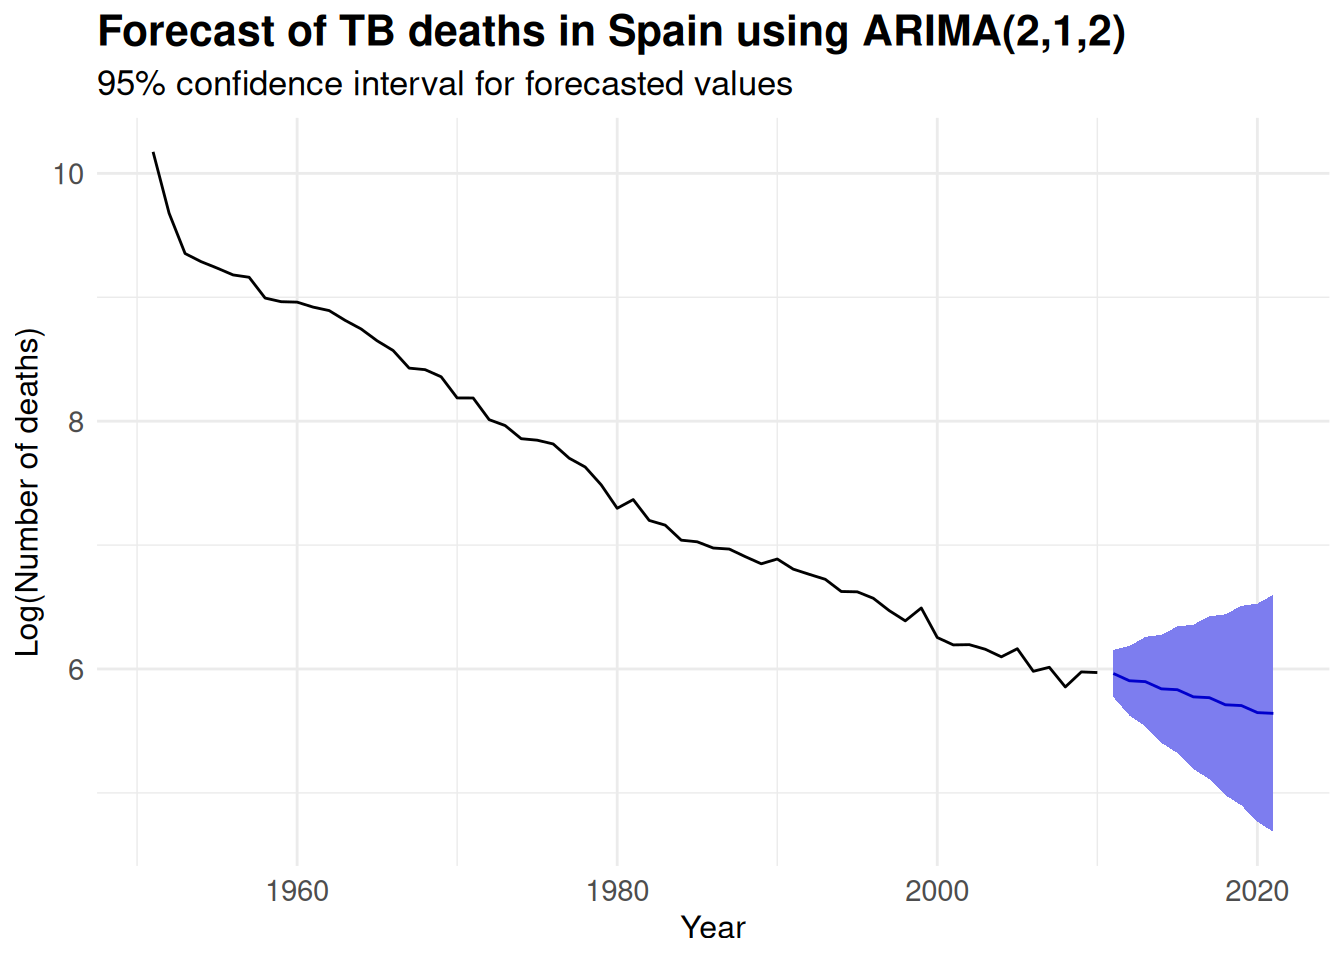 Forecast of TB deaths in Spain using ARIMA(2,1,2)
95% confidence interval for forecasted values
Log(Number of deaths)
10
8
6
1960
1980
2000
2020
Year